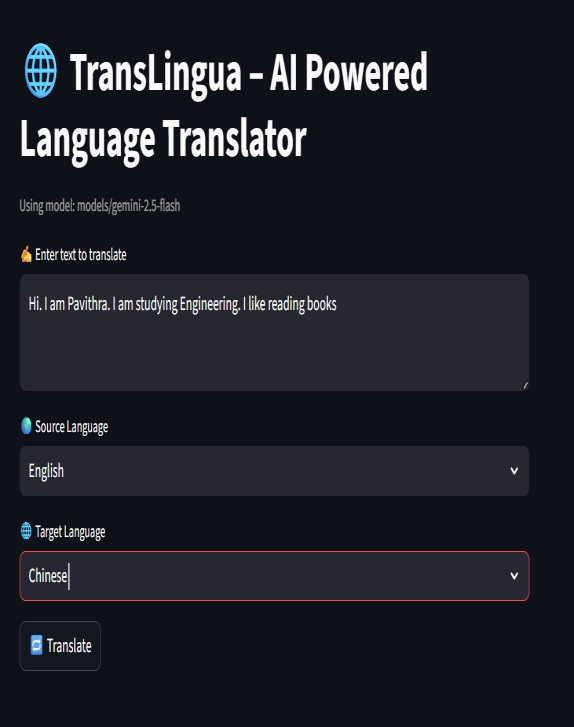 🌐 TransLingua – AI Powered
Language Translator
Using model: models/gemini-2.5-flash
✍️ Enter text to translate
Hi. I am Pavithra. I am studying Engineering. I like reading books
🌍 Source Language
English
🌐 Target Language
Chinese
🔁 Translate